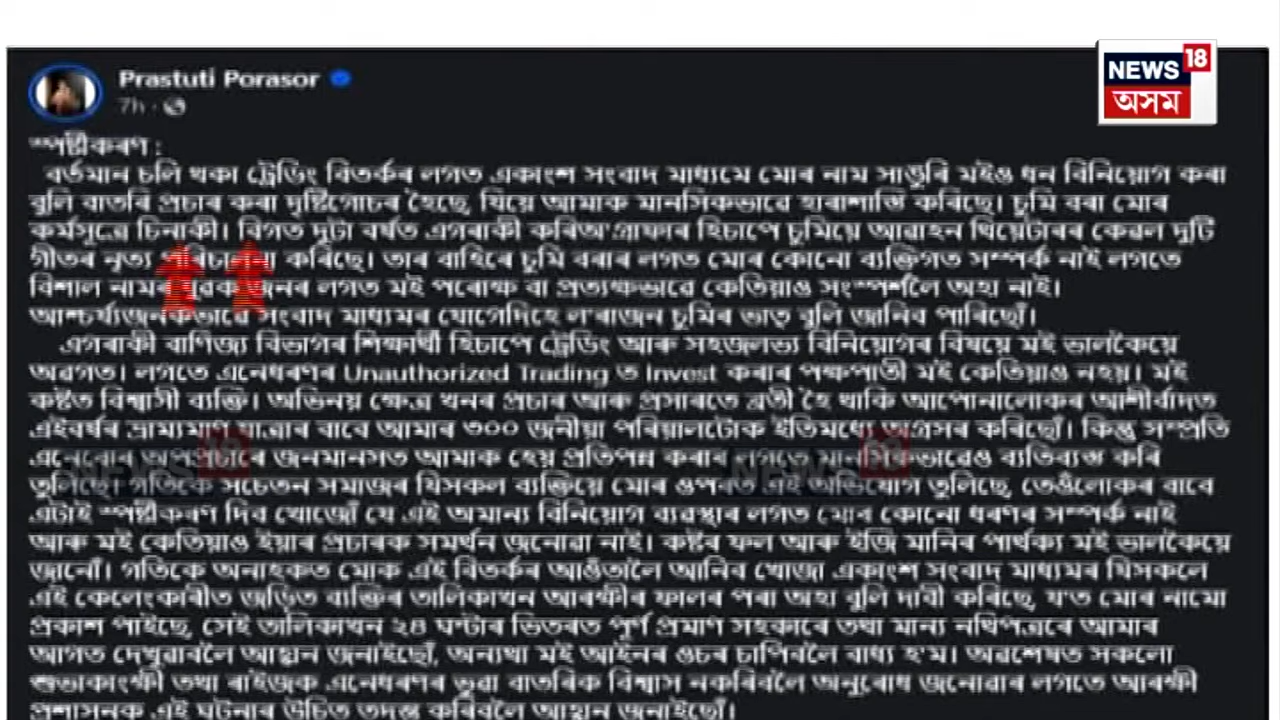 NEWS 18
অসম
Prastuti Porasor
7h
স্পষ্টীকৰণ :
বৰ্তমান চলি থকা ট্ৰেডিং বিতৰ্কৰ লগত একাংশ সংবাদ মাধ্যমে মোৰ নাম সাঙুৰি মইও ধন বিনিয়োগ কৰা
বুলি বাতৰি প্ৰচাৰ কৰা দৃষ্টিগোচৰ হৈছে, যিয়ে আমাক মানসিকভাৱে হাৰাশাস্তি কৰিছে। চুমি বৰা মোৰ
কৰ্মসূত্ৰে চিনাকী। বিগত দুটা বৰ্ষত এগৰাকী কৰিঅ'গ্ৰাফাৰ হিচাপে চুমিয়ে আৱাহন থিয়েটাৰৰ কেৱল দুটি
গীতৰ নৃত্য কৰিছে। তাৰ বাহিৰে চুমি বৰাৰ লগত মোৰ কোনো ব্যক্তিগত সম্পৰ্ক নাই লগতে
বিশাল নামৰ লগত মই পৰোক্ষ বা প্ৰত্যক্ষভাৱে কেতিয়াও সংস্পৰ্শলৈ অহা নাই।
আশ্চৰ্য্যজনকভাৱে সংবাদ মাধ্যমৰ যোগেদিহে ল'ৰাজন চুমিৰ ভাতৃ বুলি জানিব পাৰিছোঁ।
এগৰাকী বাণিজ্য বিভাগৰ শিক্ষাৰ্থী হিচাপে ট্ৰেডিং আৰু সহজলভ্য বিনিয়োগৰ বিষয়ে মই ভালকৈয়ে
অৱগত। লগতে এনেধৰণৰ Unauthorized Trading ত Invest কৰাৰ পক্ষপাতী মই কেতিয়াও নহয়। মই
কষ্টত বিশ্বাসী ব্যক্তি। অভিনয় ক্ষেত্ৰ খনৰ প্ৰচাৰ আৰু প্ৰসাৰতে ব্ৰতী হৈ থাকি আপোনালোকৰ আশীৰ্বাদত
এইবৰ্ষৰ ভ্ৰাম্যমাণ যাত্ৰাৰ বাবে আমাৰ ৩০০ জনীয়া পৰিয়ালটোক ইতিমধ্যে অগ্ৰসৰ কৰিছোঁ। কিন্তু সম্প্ৰতি
এনেবোৰ অপপ্ৰচাৰে জনমানসত আমাক হেয় প্ৰতিপন্ন কৰাৰ লগতে মানসিকভাৱেও ব্যতিব্যস্ত কৰি
তুলিছে। গতিকে সচেতন সমাজৰ যিসকল ব্যক্তিয়ে মোৰ ওপৰত এই অভিযোগ তুলিছে, তেওঁলোকৰ বাবে
এটাই স্পষ্টীকৰণ দিব খোজোঁ যে এই অমান্য বিনিয়োগ ব্যৱস্থাৰ লগত মোৰ কোনো ধৰণৰ সম্পৰ্ক নাই
আৰু মই কেতিয়াও ইয়াৰ প্ৰচাৰক সমৰ্থন জনোৱা নাই। কষ্টৰ ফল আৰু ইজি মানিৰ পাৰ্থক্য মই ভালকৈয়ে
জানোঁ। গতিকে অনাহকত মোক এই বিতৰ্কৰ আওঁতালৈ আনিব খোজা একাংশ সংবাদ মাধ্যমৰ যিসকলে
এই কেলেংকাৰীত জড়িত ব্যক্তিৰ তালিকাখন আৰক্ষীৰ ফালৰ পৰা অহা বুলি দাবী কৰিছে, য'ত মোৰ নামো
প্ৰকাশ পাইছে, সেই তালিকাখন ২৪ ঘণ্টাৰ ভিতৰত পূৰ্ণ প্ৰমাণ সহকাৰে তথা মান্য নথিপত্ৰৰে আমাৰ
আগত দেখুৱাবলৈ আহ্বান জনাইছোঁ, অন্যথা মই আইনৰ ওচৰ চাপিবলৈ বাধ্য হ'ম। অৱশেষত সকলো
শুভাকাংক্ষী তথা ৰাইজক এনেধৰণৰ ভুৱা বাতৰিক বিশ্বাস নকৰিবলৈ অনুৰোধ জনোৱাৰ লগতে আৰক্ষী
প্ৰশাসনক এই ঘটনাৰ উচিত তদন্ত কৰিবলৈ আহ্বান জনাইছোঁ।